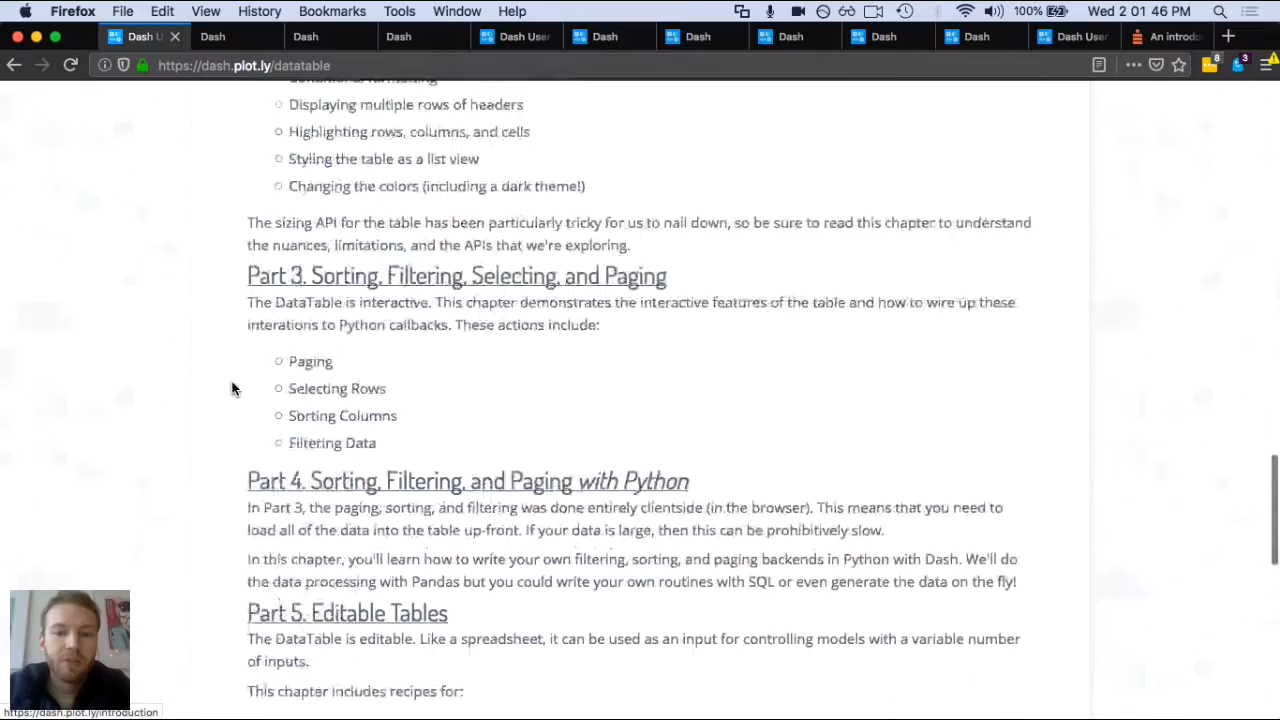 Firefox File Edit View History Bookmarks Tools Window Help 100% Wed 2 01 46 PM
Dash U Dash Dash Dash Dash User Dash Dash Dash Dash Dash Dash User An introdu
https://dash.plot.ly/datatable 8 3
Displaying multiple rows of headers
Highlighting rows, columns, and cells
Styling the table as a list view
Changing the colors (including a dark theme!)
The sizing API for the table has been particularly tricky for us to nail down, so be sure to read this chapter to understand
the nuances, limitations, and the APIs that we're exploring.
Part 3. Sorting, Filtering, Selecting, and Paging
The DataTable is interactive. This chapter demonstrates the interactive features of the table and how to wire up these
interations to Python callbacks. These actions include:
Paging
Selecting Rows
Sorting Columns
Filtering Data
Part 4. Sorting, Filtering, and Paging with Python
In Part 3, the paging, sorting, and filtering was done entirely clientside (in the browser). This means that you need to
load all of the data into the table up-front. If your data is large, then this can be prohibitively slow.
In this chapter, you'll learn how to write your own filtering, sorting, and paging backends in Python with Dash. We'll do
the data processing with Pandas but you could write your own routines with SQL or even generate the data on the fly!
Part 5. Editable Tables
The DataTable is editable. Like a spreadsheet, it can be used as an input for controlling models with a variable number
of inputs.
This chapter includes recipes for:
https://dash.plot.ly/introduction